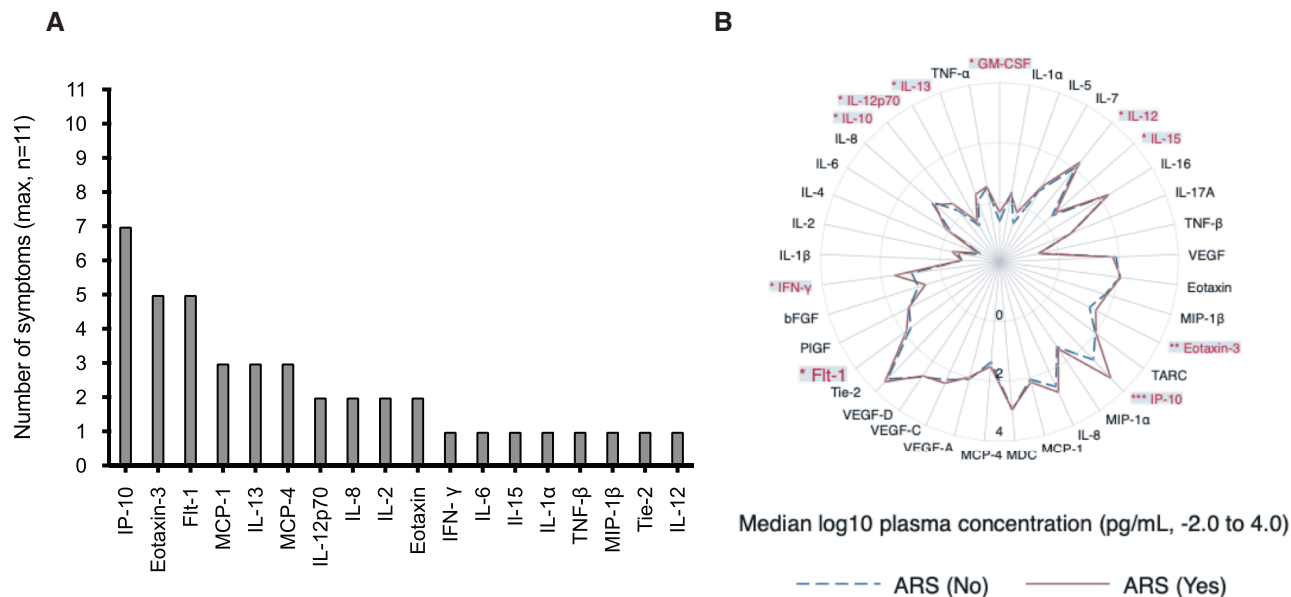 A
B
Number of symptoms (max, n=11)
11
10
9
8
7
6
5
4
3
2
1
0
IP-10
Eotaxin-3
Flt-1
MCP-1
IL-13
MCP-4
IL-12p70
IL-8
IL-2
Eotaxin
IFN- γ
IL-6
Il-15
IL-1α
TNF-β
MIP-1β
Tie-2
IL-12
* GM-CSF
IL-1α
IL-5
IL-7
* IL-12
* IL-15
IL-16
IL-17A
TNF-β
VEGF
Eotaxin
MIP-1β
** Eotaxin-3
TARC
*** IP-10
MIP-1α
IL-8
MCP-1
MDC
MCP-4
VEGF-A
VEGF-C
VEGF-D
Tie-2
* Flt-1
PlGF
bFGF
* IFN-γ
IL-1β
IL-2
IL-4
IL-6
IL-8
* IL-10
* IL-12p70
* IL-13
TNF-α
0
2
4
Median log10 plasma concentration (pg/mL, -2.0 to 4.0)
ARS (No)
ARS (Yes)